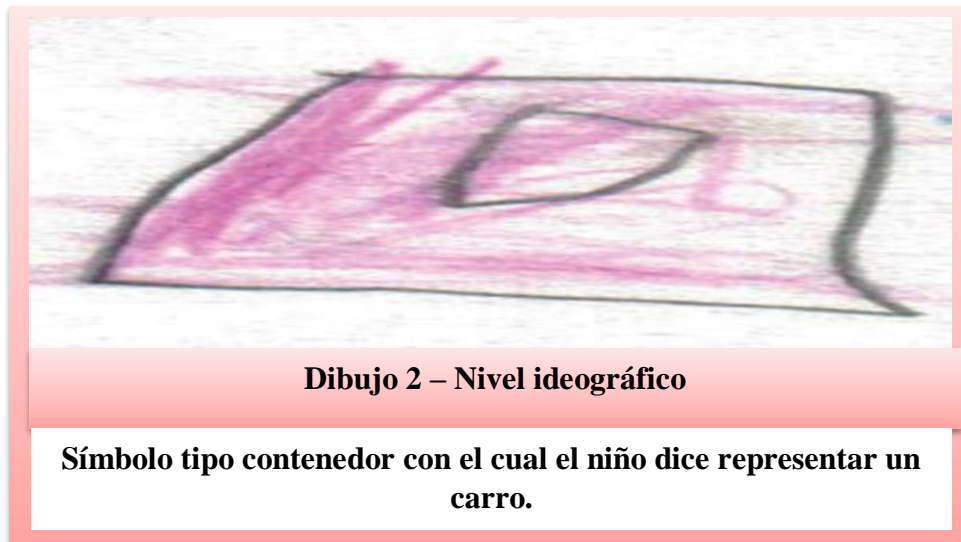 Dibujo 2 – Nivel ideográfico
Símbolo tipo contenedor con el cual el niño dice representar un
carro.